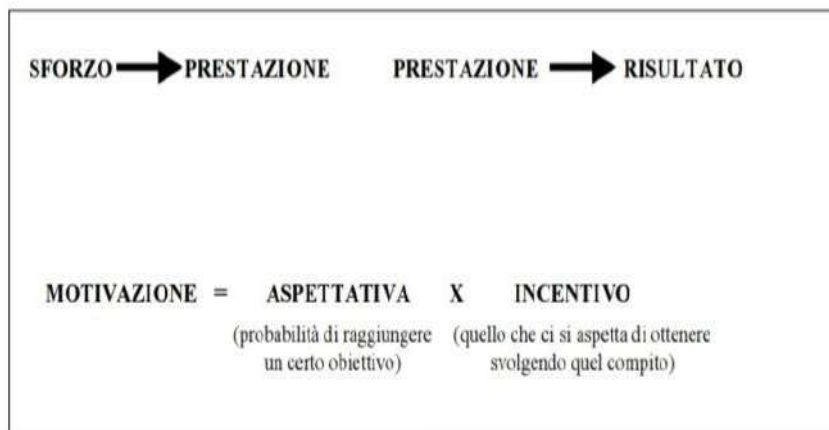 SFORZO PRESTAZIONE PRESTAZIONE RISULTATO
MOTIVAZIONE = ASPETTATIVA X INCENTIVO
(probabilità di raggiungere (quello che ci si aspetta di ottenere
un certo obiettivo) svolgendo quel compito)